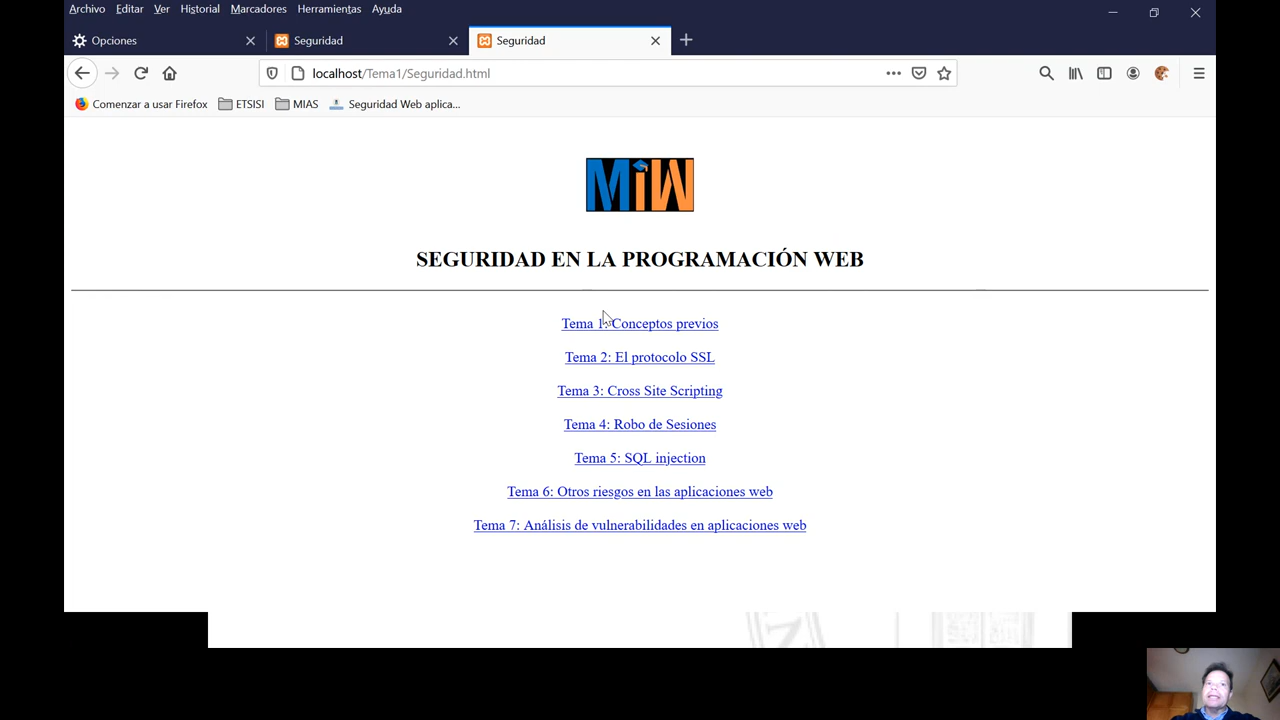 Archivo Editar Ver Historial Marcadores Herramientas Ayuda
Opciones Seguridad Seguridad
localhost/Tema1/Seguridad.html
Comenzar a usar Firefox ETSISI MIAS Seguridad Web aplica...
MiW
SEGURIDAD EN LA PROGRAMACIÓN WEB
Tema 1: Conceptos previos
Tema 2: El protocolo SSL
Tema 3: Cross Site Scripting
Tema 4: Robo de Sesiones
Tema 5: SQL injection
Tema 6: Otros riesgos en las aplicaciones web
Tema 7: Análisis de vulnerabilidades en aplicaciones web